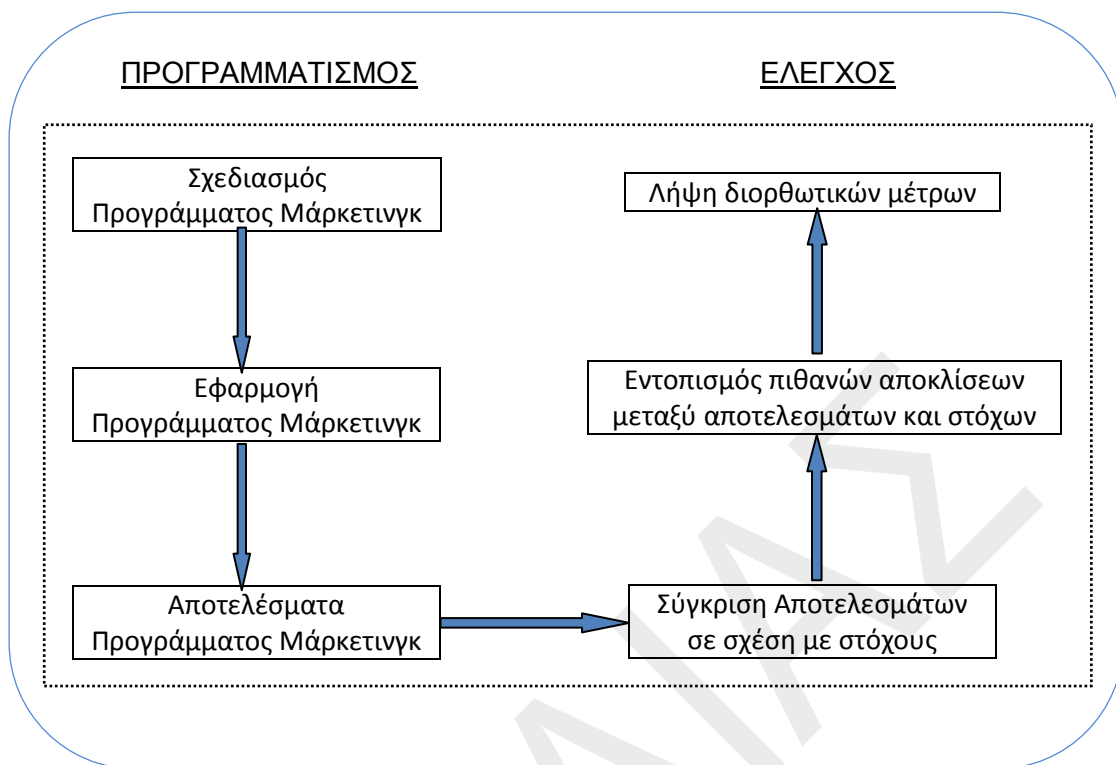 ΠΡΟΓΡΑΜΜΑΤΙΣΜΟΣ
Σχεδιασμός
Προγράμματος Μάρκετινγκ
Εφαρμογή
Προγράμματος Μάρκετινγκ
Αποτελέσματα
Προγράμματος Μάρκετινγκ
ΕΛΕΓΧΟΣ
Λήψη διορθωτικών μέτρων
Εντοπισμός πιθανών αποκλίσεων
μεταξύ αποτελεσμάτων και στόχων
Σύγκριση Αποτελεσμάτων
σε σχέση με στόχους